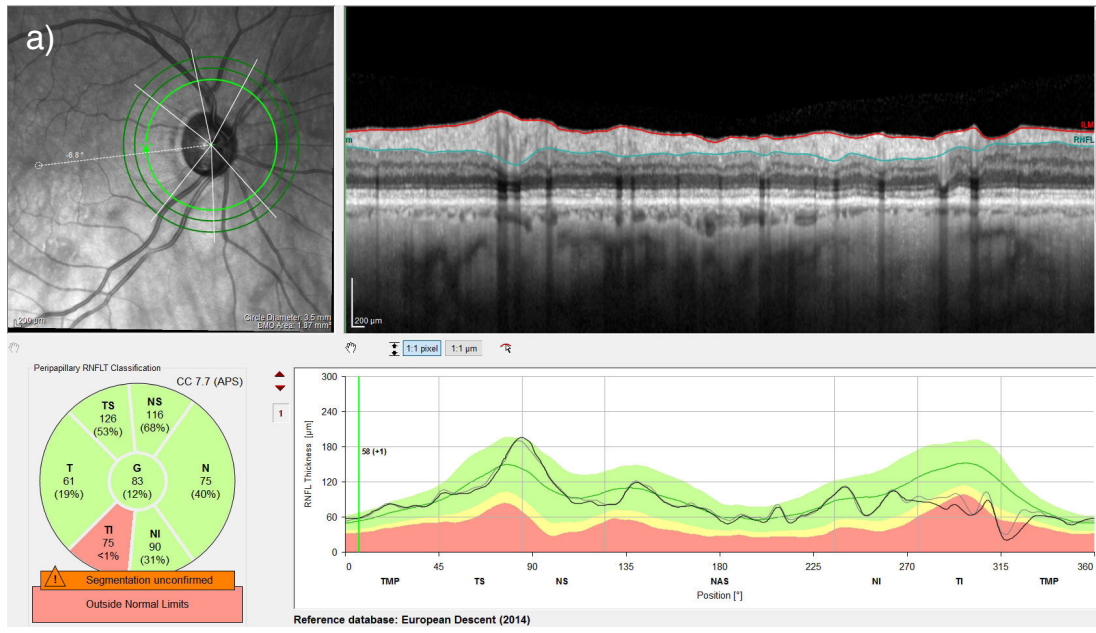 a)
-6.8°
200 µm
Circle Diameter: 3.5 mm
BMO Area: 1.87 mm²
ILM
RNFL
200 µm
1:1 pixel
1:1 µm
Peripapillary RNFLT Classification
CC 7.7 (APS)
TS
126
(53%)
NS
116
(68%)
T
61
(19%)
G
83
(12%)
N
75
(40%)
TI
75
<1%
NI
90
(31%)
Segmentation unconfirmed
Outside Normal Limits
1
RNFL Thickness [µm]
300
240
180
120
60
0
58 (+1)
0
45
90
135
180
225
270
315
360
TMP
TS
NS
NAS
NI
TI
TMP
Position [°]
Reference database: European Descent (2014)